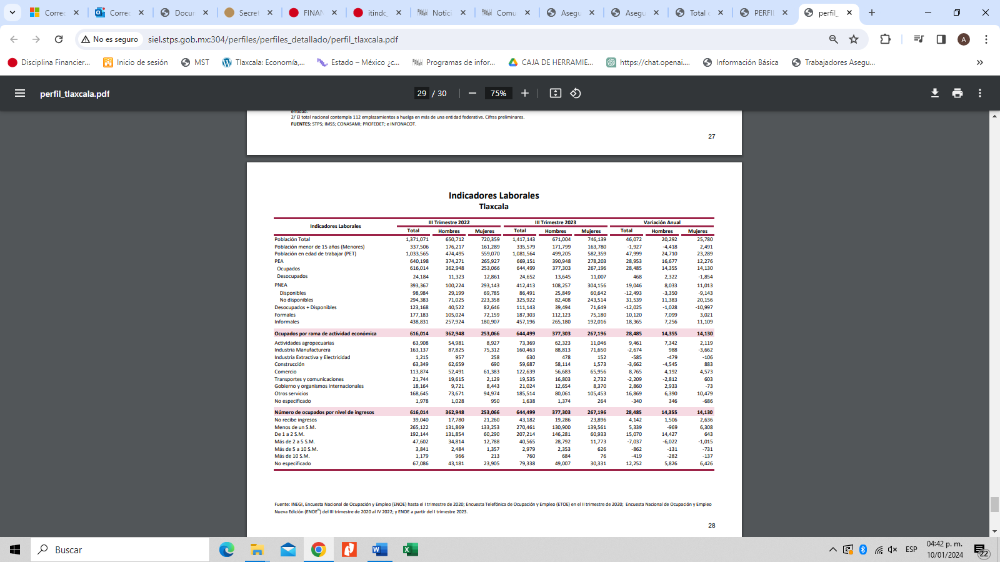 Correc
Correc
Docur
Secret
FINAN
itindc_
Notici
Comu
Asegu
Asegu
Total c
PERFI
perfil_
No es seguro siel.stps.gob.mx:304/perfiles/perfiles_detallado/perfil_tlaxcala.pdf A
Disciplina Financier... Inicio de sesión MST Tlaxcala: Economía,... Estado – México ¿c... Programas de infor... CAJA DE HERRAMIE... https://chat.openai.... Información Básica Trabajadores Asegu... »
perfil_tlaxcala.pdf 29 / 30 75%
entidad.
2/ El total nacional contempla 112 emplazamientos a huelga en más de una entidad federativa. Cifras preliminares.
FUENTES: STPS; IMSS; CONASAMI; PROFEDET; e INFONACOT.
27
Indicadores Laborales
Tlaxcala
Indicadores Laborales III Trimestre 2022 III Trimestre 2023 Variación Anual
Total Hombres Mujeres Total Hombres Mujeres Total Hombres Mujeres
Población Total 1,371,071 650,712 720,359 1,417,143 671,004 746,139 46,072 20,292 25,780
Población menor de 15 años (Menores) 337,506 176,217 161,289 335,579 171,799 163,780 -1,927 -4,418 2,491
Población en edad de trabajar (PET) 1,033,565 474,495 559,070 1,081,564 499,205 582,359 47,999 24,710 23,289
PEA 640,198 374,271 265,927 669,151 390,948 278,203 28,953 16,677 12,276
Ocupados 616,014 362,948 253,066 644,499 377,303 267,196 28,485 14,355 14,130
Desocupados 24,184 11,323 12,861 24,652 13,645 11,007 468 2,322 -1,854
PNEA 393,367 100,224 293,143 412,413 108,257 304,156 19,046 8,033 11,013
Disponibles 98,984 29,199 69,785 86,491 25,849 60,642 -12,493 -3,350 -9,143
No disponibles 294,383 71,025 223,358 325,922 82,408 243,514 31,539 11,383 20,156
Desocupados + Disponibles 123,168 40,522 82,646 111,143 39,494 71,649 -12,025 -1,028 -10,997
Formales 177,183 105,024 72,159 187,303 112,123 75,180 10,120 7,099 3,021
Informales 438,831 257,924 180,907 457,196 265,180 192,016 18,365 7,256 11,109
Ocupados por rama de actividad económica 616,014 362,948 253,066 644,499 377,303 267,196 28,485 14,355 14,130
Actividades agropecuarias 63,908 54,981 8,927 73,369 62,323 11,046 9,461 7,342 2,119
Industria Manufacturera 163,137 87,825 75,312 160,463 88,813 71,650 -2,674 988 -3,662
Industria Extractiva y Electricidad 1,215 957 258 630 478 152 -585 -479 -106
Construcción 63,349 62,659 690 59,687 58,114 1,573 -3,662 -4,545 883
Comercio 113,874 52,491 61,383 122,639 56,683 65,956 8,765 4,192 4,573
Transportes y comunicaciones 21,744 19,615 2,129 19,535 16,803 2,732 -2,209 -2,812 603
Gobierno y organismos internacionales 18,164 9,721 8,443 21,024 12,654 8,370 2,860 2,933 -73
Otros servicios 168,645 73,671 94,974 185,514 80,061 105,453 16,869 6,390 10,479
No especificado 1,978 1,028 950 1,638 1,374 264 -340 346 -686
Número de ocupados por nivel de ingresos 616,014 362,948 253,066 644,499 377,303 267,196 28,485 14,355 14,130
No recibe ingresos 39,040 17,780 21,260 43,182 19,286 23,896 4,142 1,506 2,636
Menos de un S.M. 265,122 131,869 133,253 270,461 130,900 139,561 5,339 -969 6,308
De 1 a 2 S.M. 192,144 131,854 60,290 207,214 146,281 60,933 15,070 14,427 643
Más de 2 a 5 S.M. 47,602 34,814 12,788 40,565 28,792 11,773 -7,037 -6,022 -1,015
Más de 5 a 10 S.M. 3,841 2,484 1,357 2,979 2,353 626 -862 -131 -731
Más de 10 S.M. 1,179 966 213 760 684 76 -419 -282 -137
No especificado 67,086 43,181 23,905 79,338 49,007 30,331 12,252 5,826 6,426
Fuente: INEGI, Encuesta Nacional de Ocupación y Empleo (ENOE) hasta el I trimestre de 2020; Encuesta Telefónica de Ocupación y Empleo (ETOE) en el II trimestre de 2020; Encuesta Nacional de Ocupación y Empleo
Nueva Edición (ENOEᴺ) del III trimestre de 2020 al IV 2022; y ENOE a partir del I trimestre 2023.
28
Buscar
ESP
04:42 p. m.
10/01/2024
22